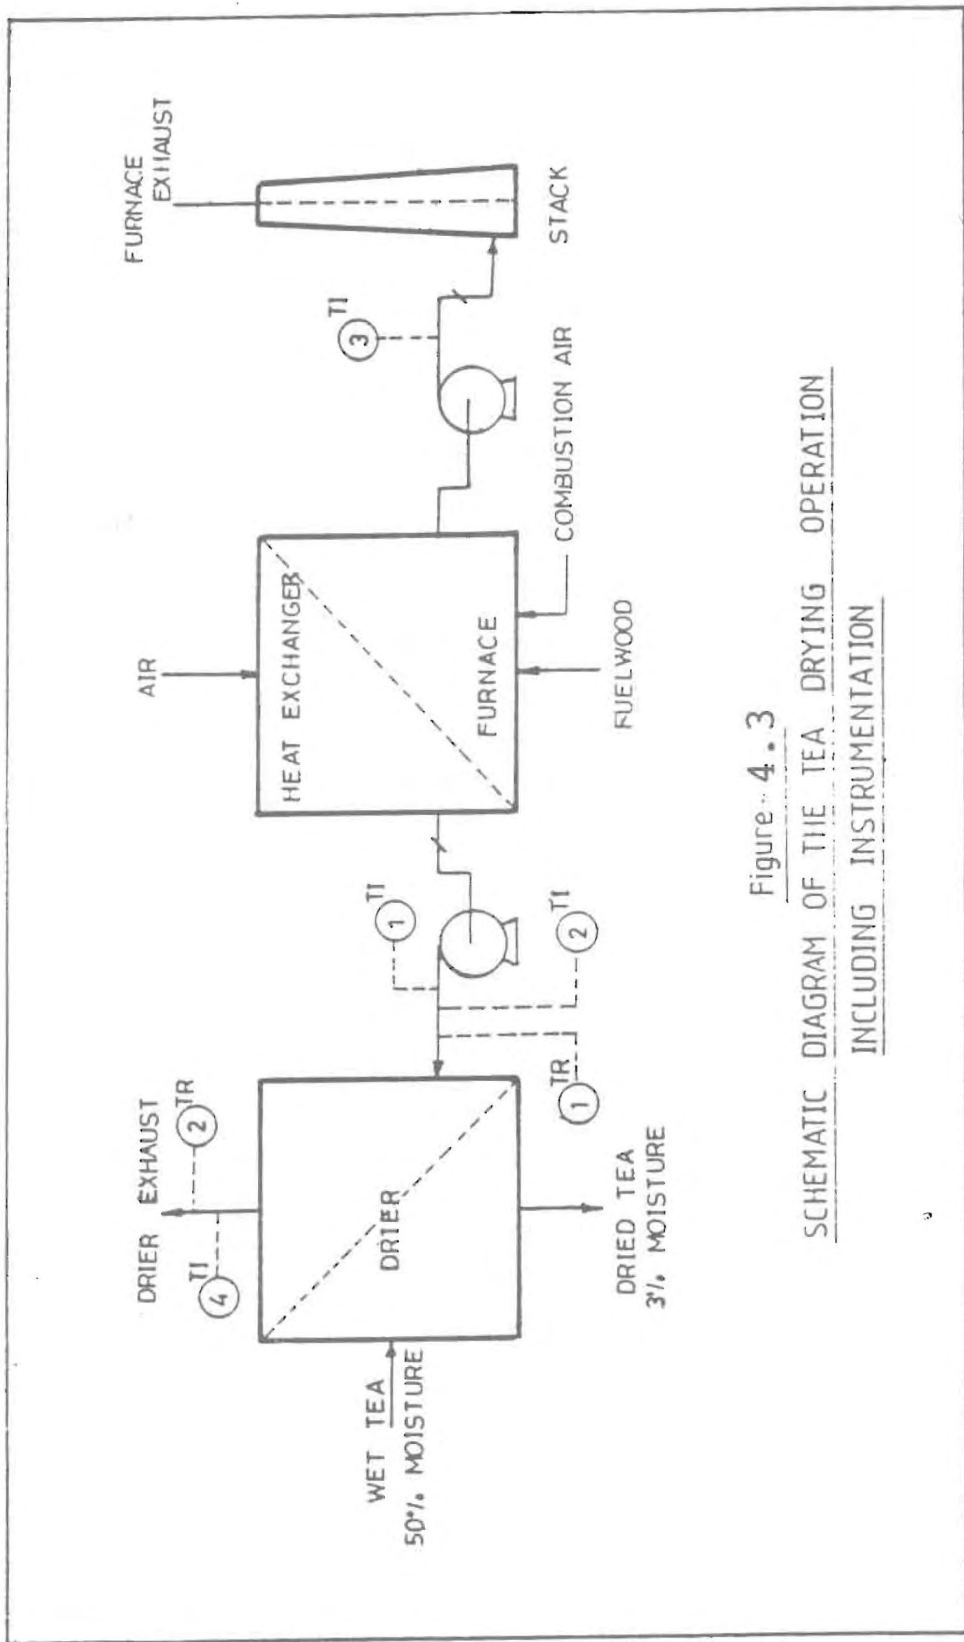 FURNACE
EXHAUST
STACK
3 TI
AIR
HEAT EXCHANGER
FURNACE
COMBUSTION AIR
FUELWOOD
1 TI
2 TI
1 TR
DRIER EXHAUST
2 TR
4 TI
DRIER
WET TEA
50% MOISTURE
DRIED TEA
3% MOISTURE
Figure 4.3
SCHEMATIC DIAGRAM OF THE TEA DRYING OPERATION
INCLUDING INSTRUMENTATION